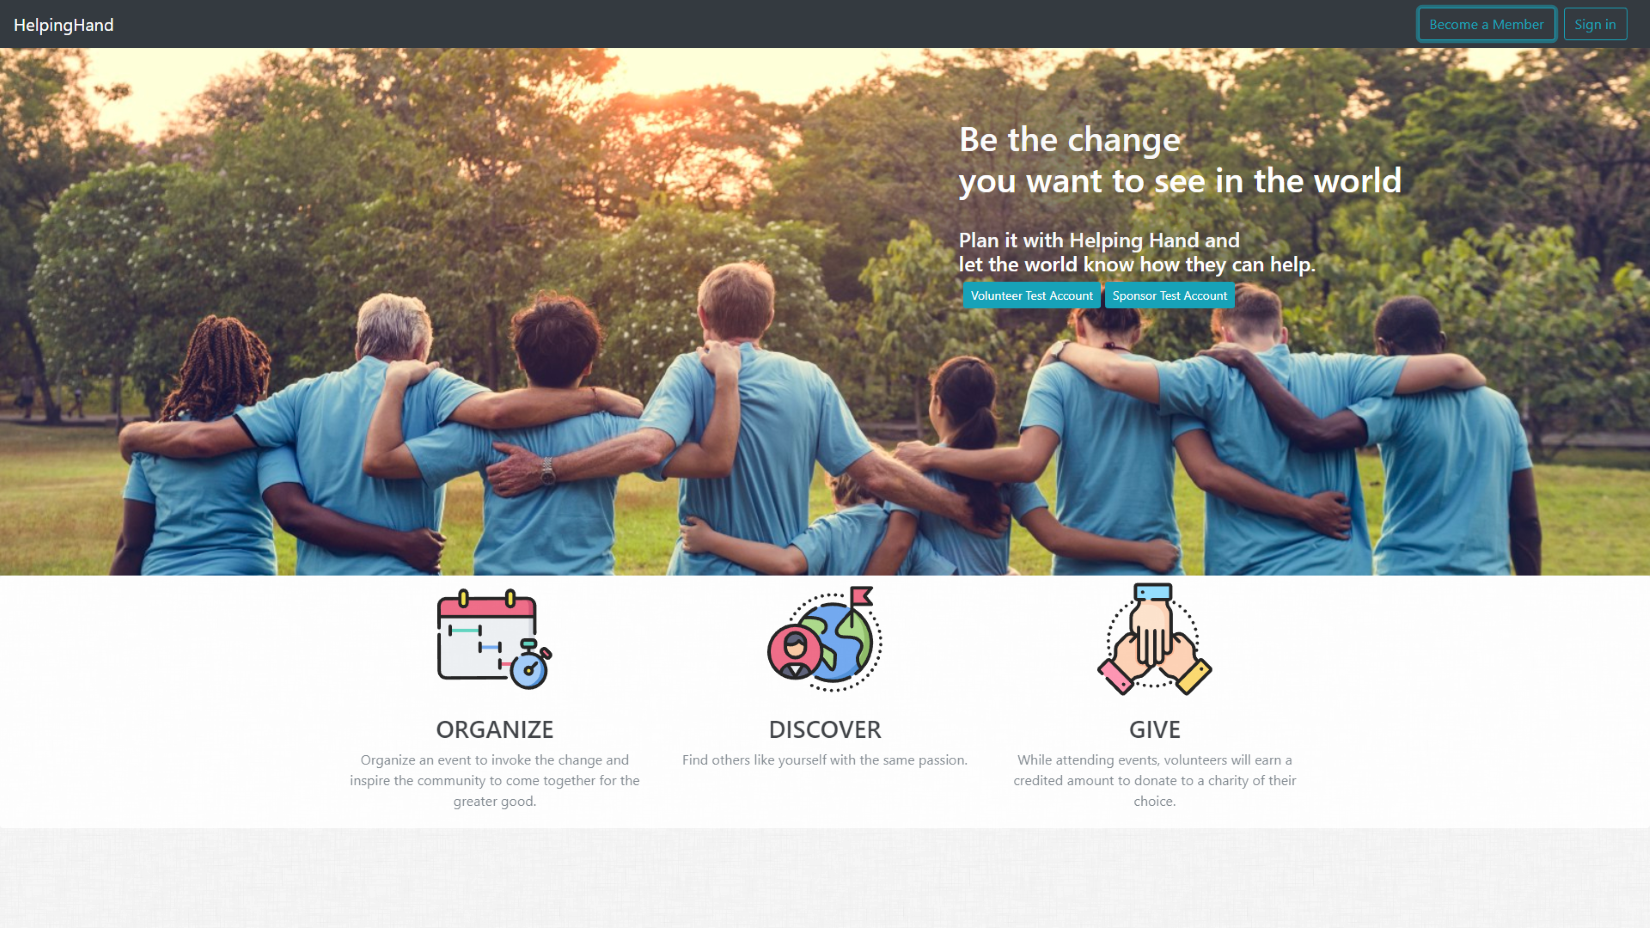 HelpingHand
Become a Member
Sign in
Be the change
you want to see in the world
Plan it with Helping Hand and
let the world know how they can help.
Volunteer Test Account
Sponsor Test Account
ORGANIZE
Organize an event to invoke the change and
inspire the community to come together for the
greater good.
DISCOVER
Find others like yourself with the same passion.
GIVE
While attending events, volunteers will earn a
credited amount to donate to a charity of their
choice.